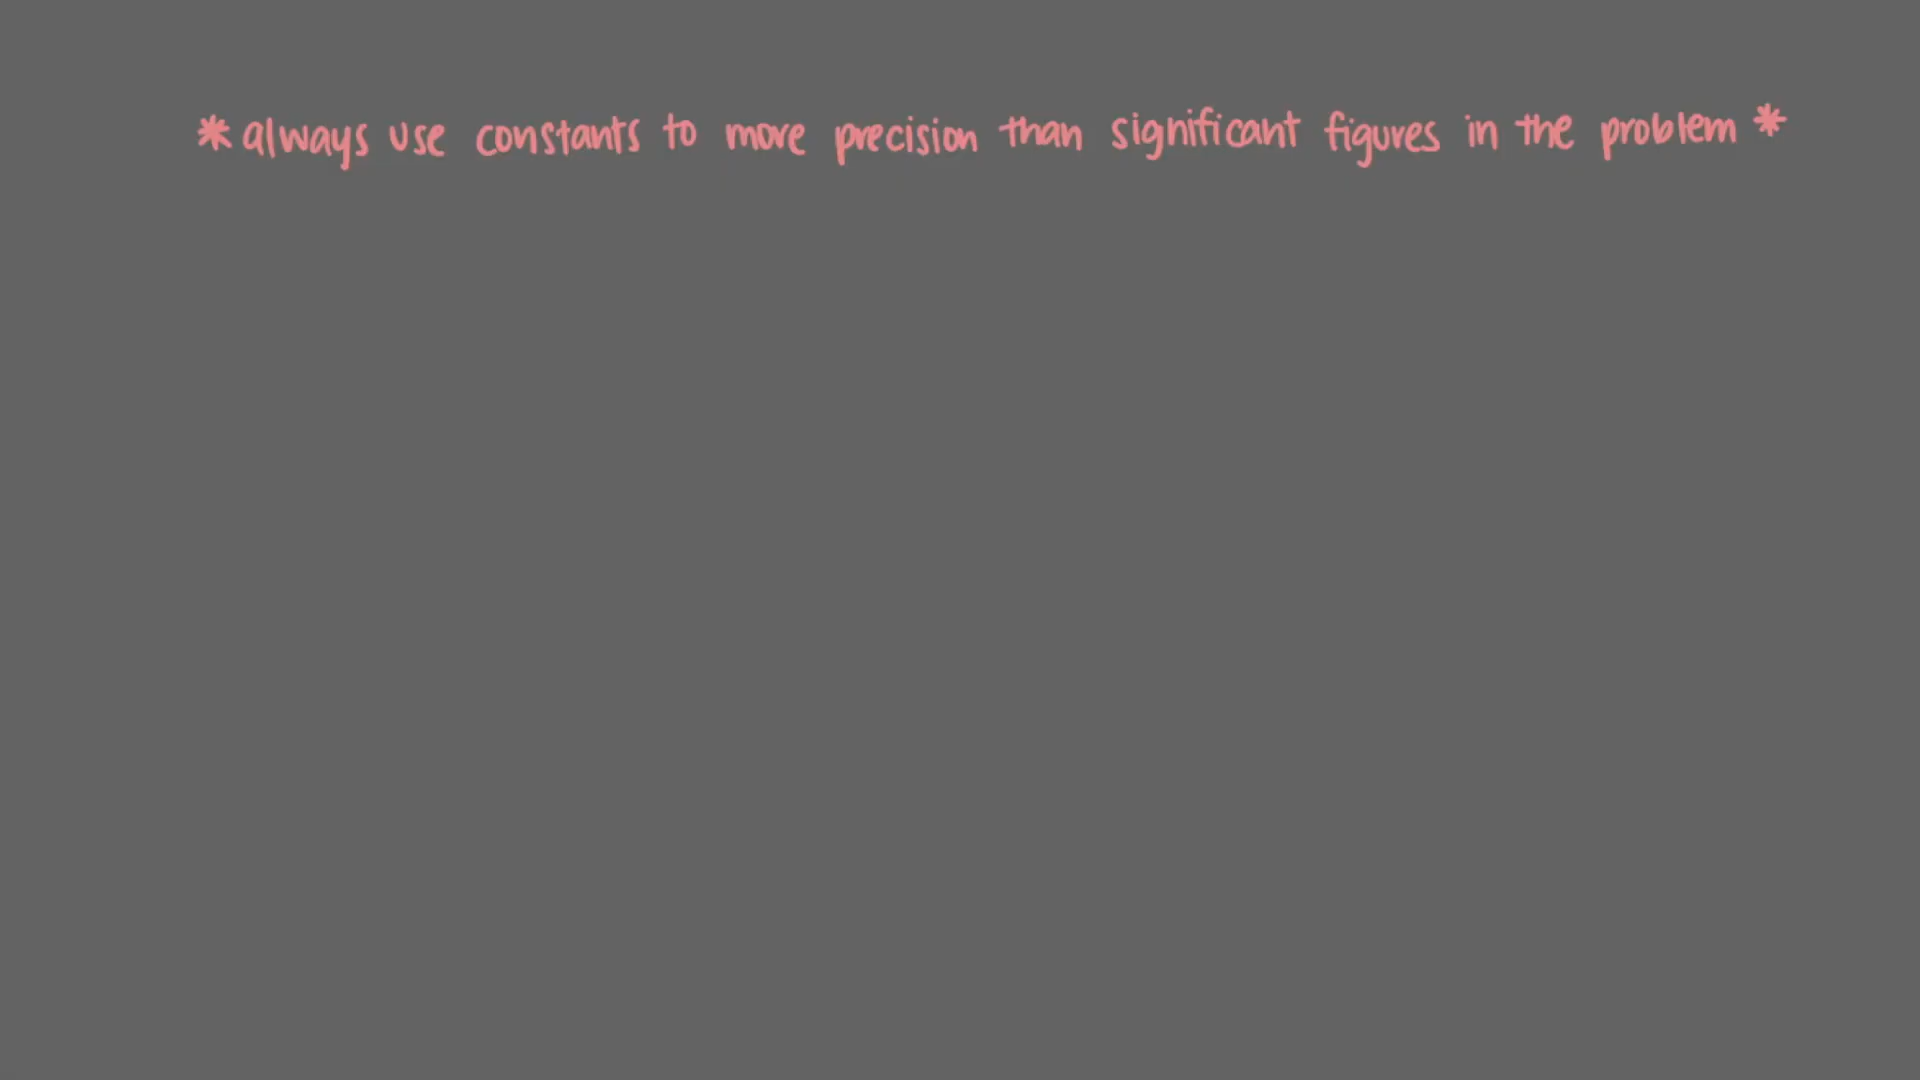 * always use constants to more precision than significant figures in the problem *